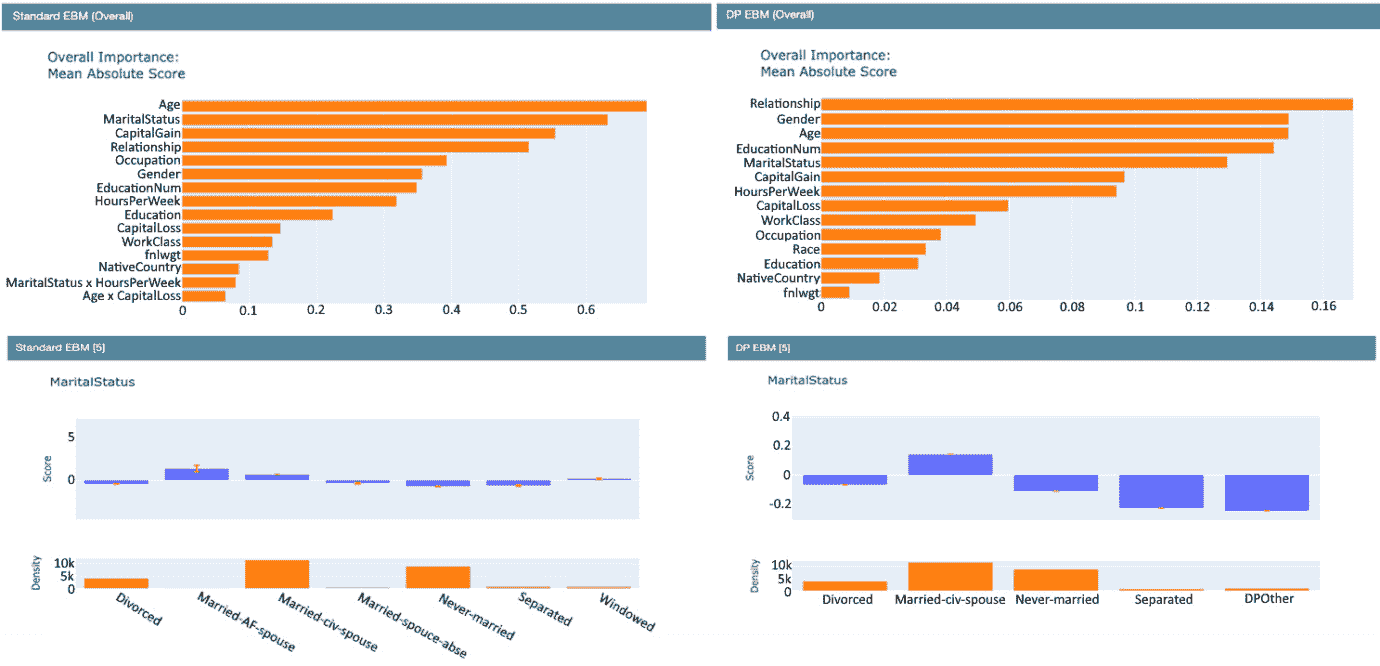 Standard EBM (Overall)
Overall Importance:
Mean Absolute Score
Age
MaritalStatus
CapitalGain
Relationship
Occupation
Gender
EducationNum
HoursPerWeek
Education
CapitalLoss
WorkClass
fnlwgt
NativeCountry
MaritalStatus x HoursPerWeek
Age x CapitalLoss
0 0.1 0.2 0.3 0.4 0.5 0.6
DP EBM (Overall)
Overall Importance:
Mean Absolute Score
Relationship
Gender
Age
EducationNum
MaritalStatus
CapitalGain
HoursPerWeek
CapitalLoss
WorkClass
Occupation
Race
Education
NativeCountry
fnlwgt
0 0.02 0.04 0.06 0.08 0.1 0.12 0.14 0.16
Standard EBM [5]
MaritalStatus
Score
5
0
Density
10k
5k
0
Divorced
Married-AF-spouse
Married-civ-spouse
Married-spouce-abse
Never-married
Separated
Windowed
DP EBM [5]
MaritalStatus
Score
0.4
0.2
0
-0.2
Density
10k
5k
0
Divorced Married-civ-spouse Never-married Separated DPOther